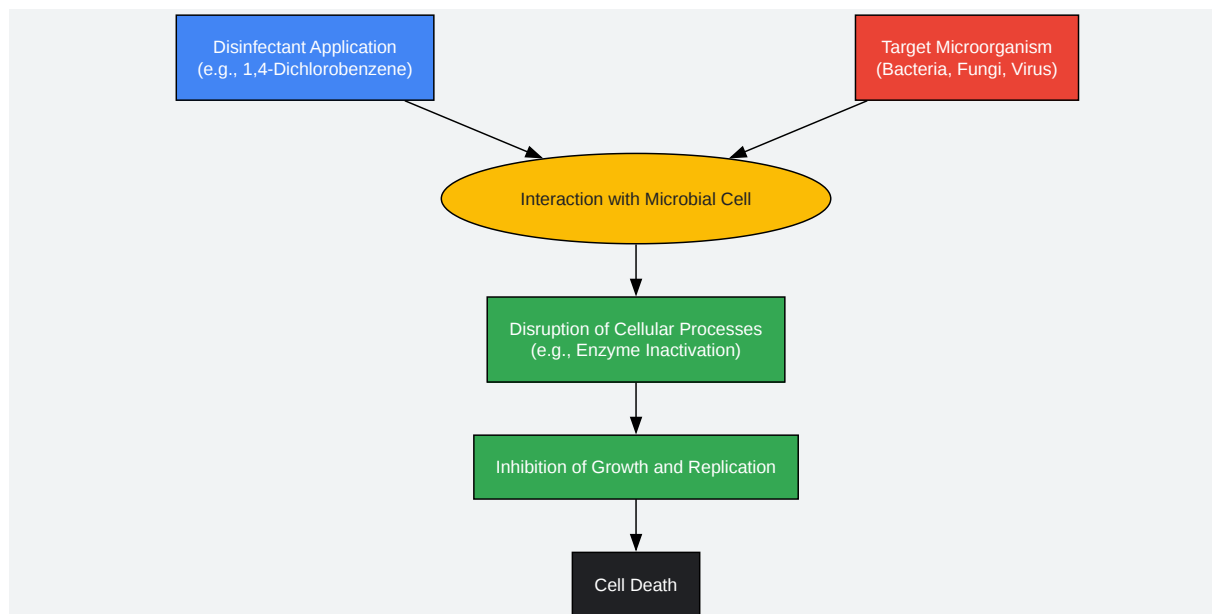 Disinfectant Application
(e.g., 1,4-Dichlorobenzene)
Target Microorganism
(Bacteria, Fungi, Virus)
Interaction with Microbial Cell
Disruption of Cellular Processes
(e.g., Enzyme Inactivation)
Inhibition of Growth and Replication
Cell Death